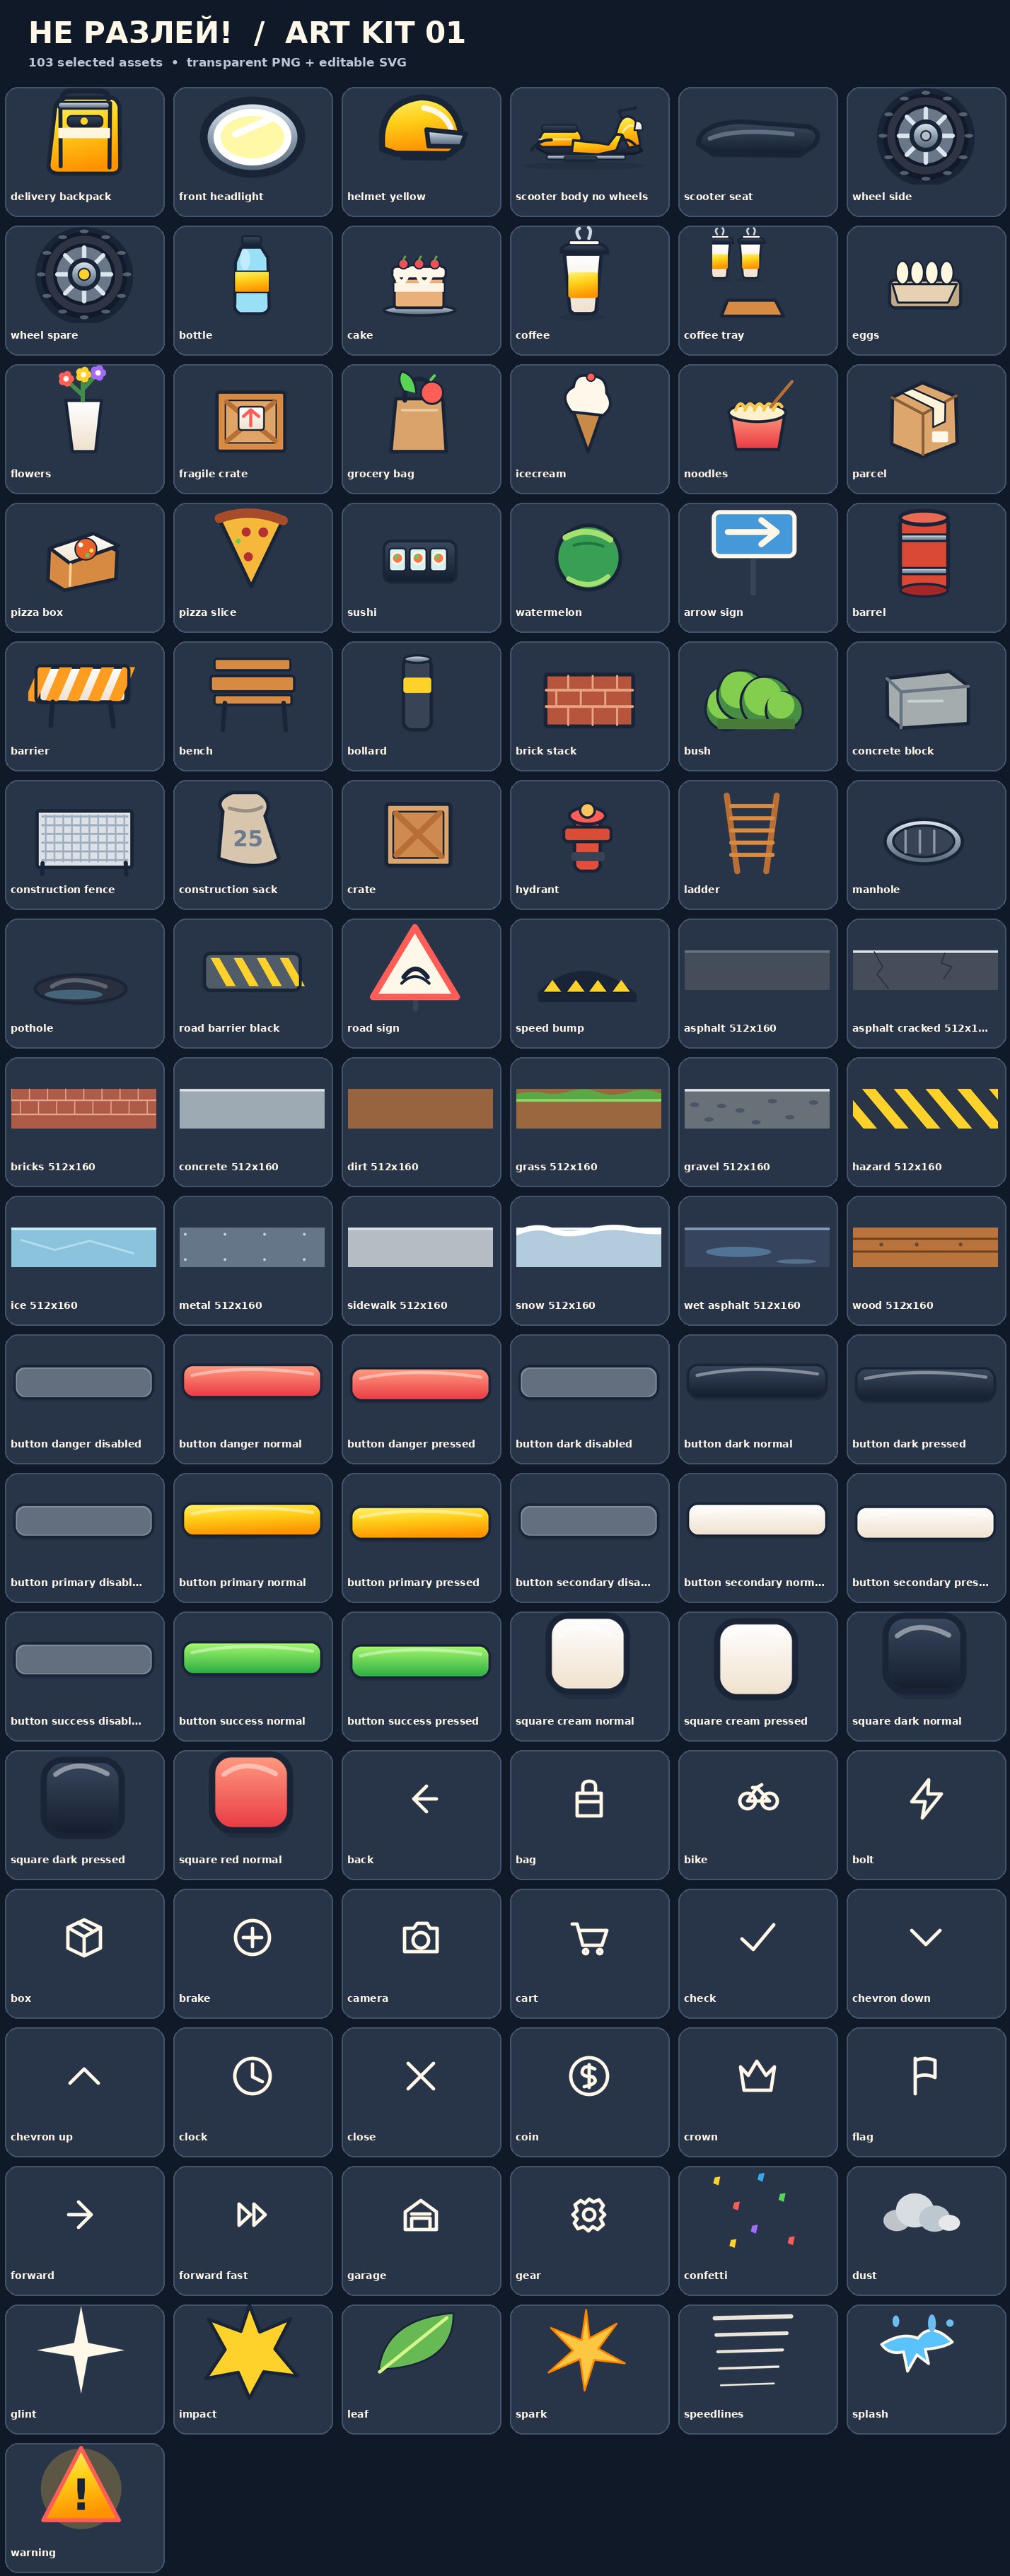 НЕ РАЗЛЕЙ! / ART KIT 01
103 selected assets • transparent PNG + editable SVG
delivery backpack
front headlight
helmet yellow
scooter body no wheels
scooter seat
wheel side
wheel spare
bottle
cake
coffee
coffee tray
eggs
flowers
fragile crate
grocery bag
icecream
noodles
parcel
pizza box
pizza slice
sushi
watermelon
arrow sign
barrel
barrier
bench
bollard
brick stack
bush
concrete block
construction fence
25
construction sack
crate
hydrant
ladder
manhole
pothole
road barrier black
road sign
speed bump
asphalt 512x160
asphalt cracked 512x1...
bricks 512x160
concrete 512x160
dirt 512x160
grass 512x160
gravel 512x160
hazard 512x160
ice 512x160
metal 512x160
sidewalk 512x160
snow 512x160
wet asphalt 512x160
wood 512x160
button danger disabled
button danger normal
button danger pressed
button dark disabled
button dark normal
button dark pressed
button primary disabl...
button primary normal
button primary pressed
button secondary disa...
button secondary norm...
button secondary pres...
button success disabl...
button success normal
button success pressed
square cream normal
square cream pressed
square dark normal
square dark pressed
square red normal
back
bag
bike
bolt
box
brake
camera
cart
check
chevron down
chevron up
clock
close
$
coin
crown
flag
forward
forward fast
garage
gear
confetti
dust
glint
impact
leaf
spark
speedlines
splash
!
warning